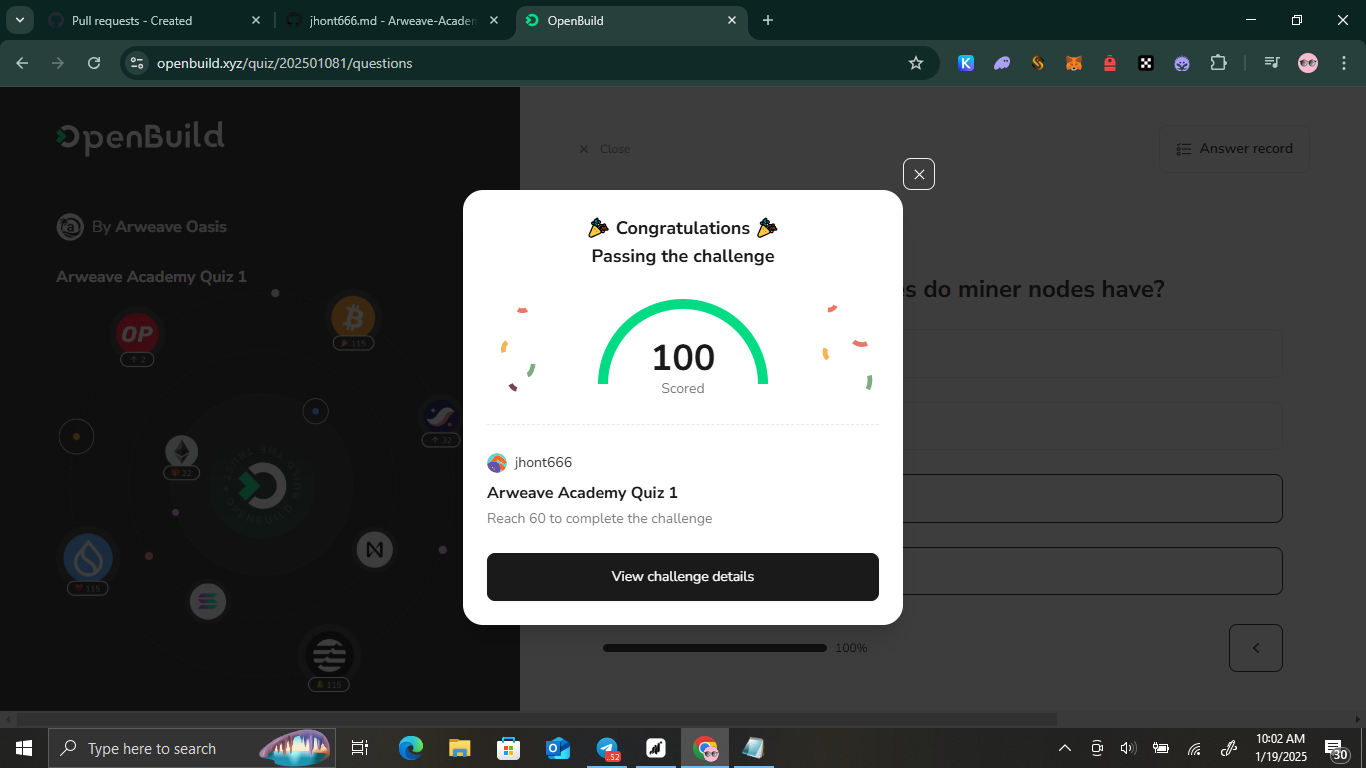 Pull requests - Created
jhont666.md - Arweave-Academ
OpenBuild
openbuild.xyz/quiz/202501081/questions
OpenBuild
By Arweave Oasis
Arweave Academy Quiz 1
OP
2
115
22
32
115
115
Close
Answer record
s do miner nodes have?
Congratulations
Passing the challenge
100
Scored
jhont666
Arweave Academy Quiz 1
Reach 60 to complete the challenge
View challenge details
100%
Type here to search
52
10:02 AM
1/19/2025
30